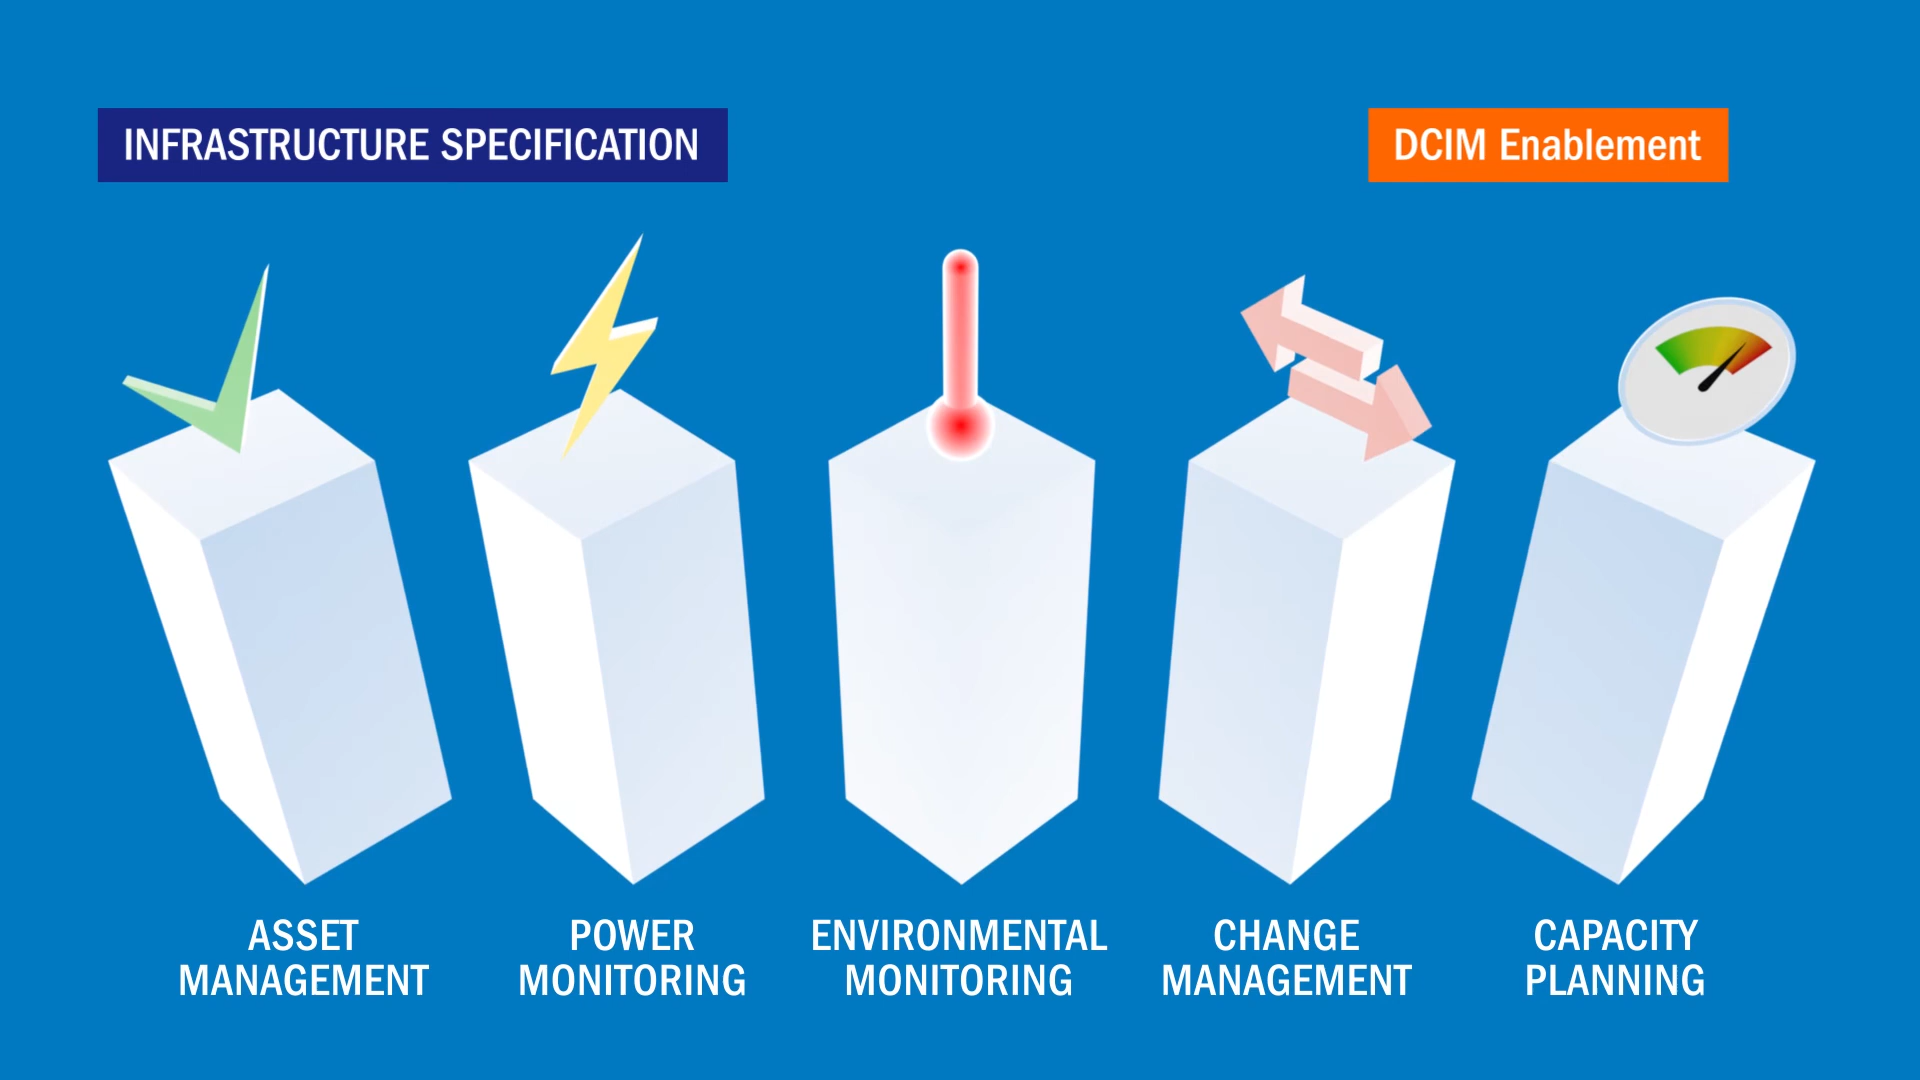 INFRASTRUCTURE SPECIFICATION
DCIM Enablement
ASSET
MANAGEMENT
POWER
MONITORING
ENVIRONMENTAL
MONITORING
CHANGE
MANAGEMENT
CAPACITY
PLANNING